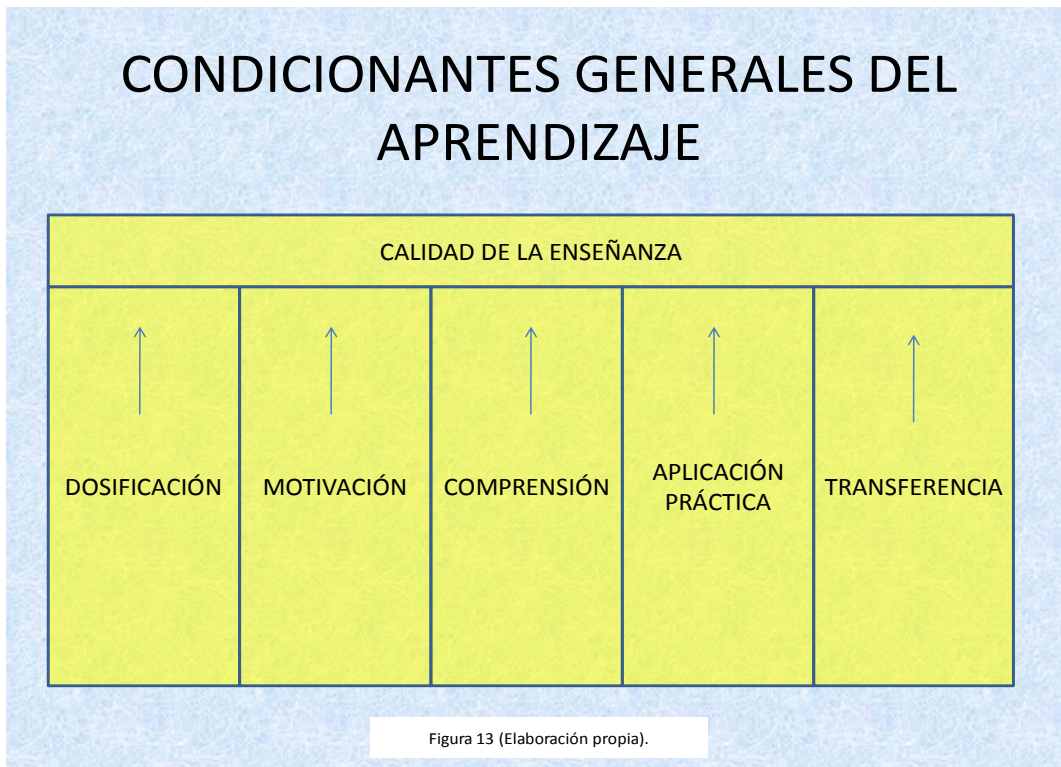 CONDICIONANTES GENERALES DEL
APRENDIZAJE
CALIDAD DE LA ENSEÑANZA
DOSIFICACIÓN
MOTIVACIÓN
COMPRENSIÓN
APLICACIÓN
PRÁCTICA
TRANSFERENCIA
Figura 13 (Elaboración propia).